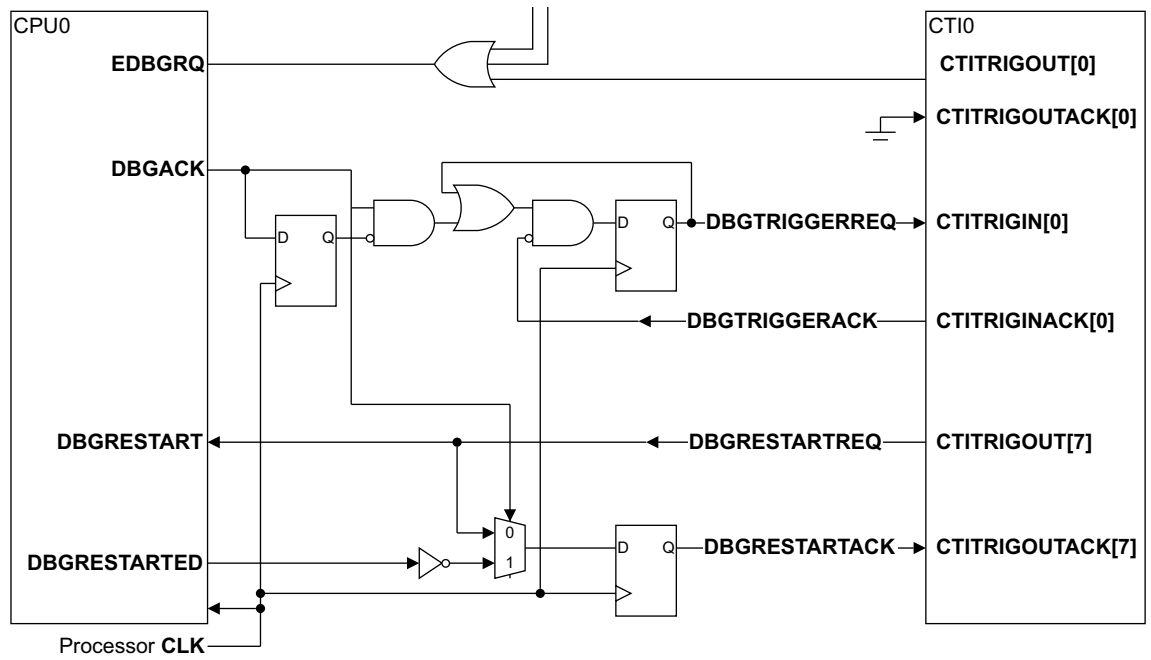 CPU0
CTI0
EDBGRQ
CTITRIGOUT[0]
CTITRIGOUTACK[0]
DBGACK
D
Q
D
Q
DBGTRIGGERREQ
CTITRIGIN[0]
DBGTRIGGERACK
CTITRIGINACK[0]
DBGRESTART
DBGRESTARTREQ
CTITRIGOUT[7]
0
1
DBGRESTARTED
D
Q
DBGRESTARTACK
CTITRIGOUTACK[7]
Processor CLK